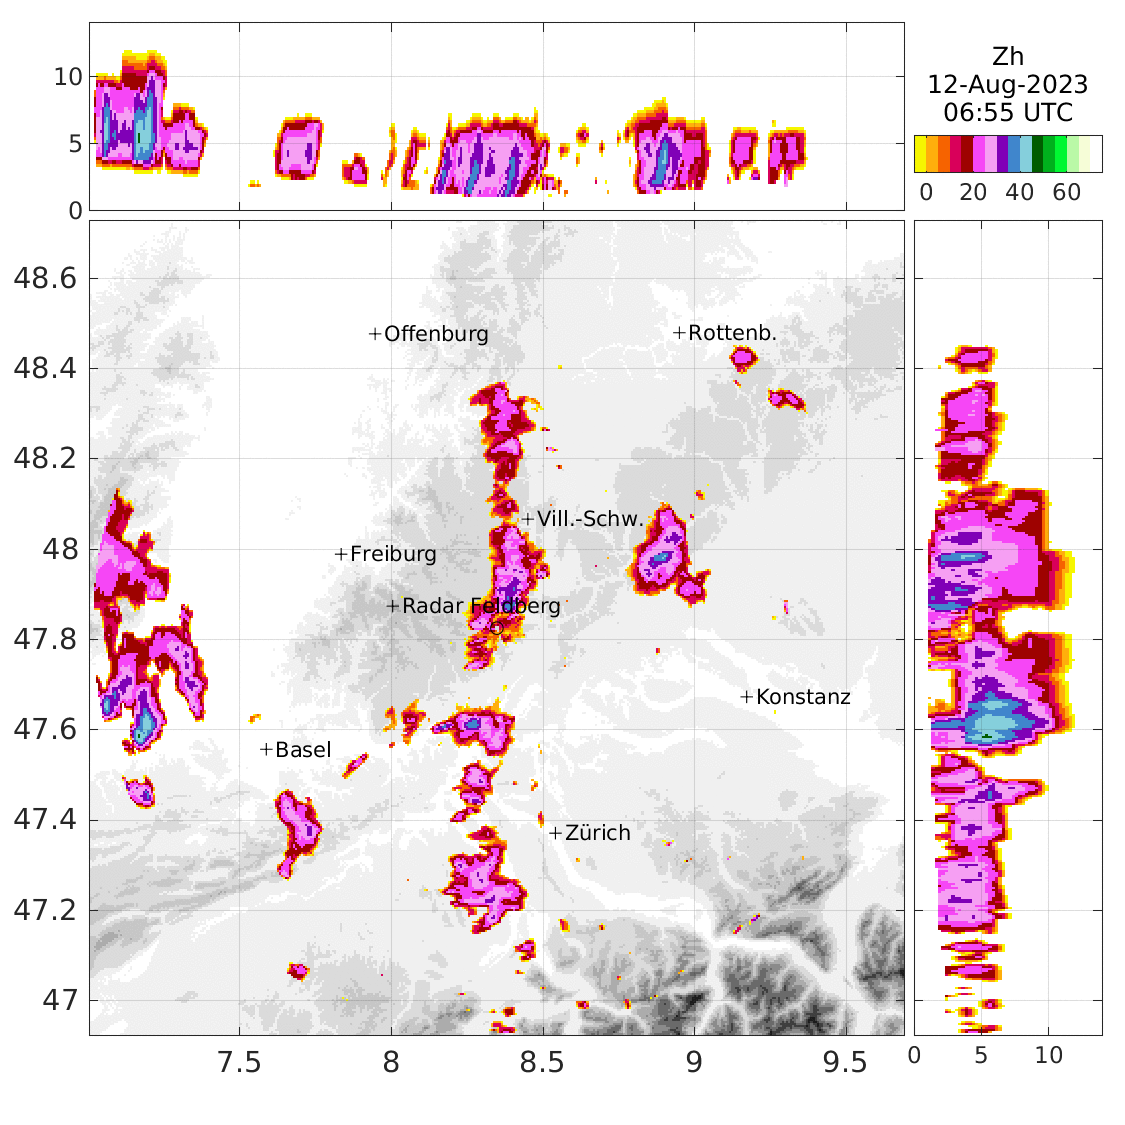 Zh
12-Aug-2023
06:55 UTC
0 20 40 60
10
5
0
48.6
48.4
48.2
48
47.8
47.6
47.4
47.2
47
+Offenburg
+Rottenb.
+Vill.-Schw.
+Freiburg
+Radar Feldberg
+Konstanz
+Basel
+Zürich
7.5 8 8.5 9 9.5
0 5 10